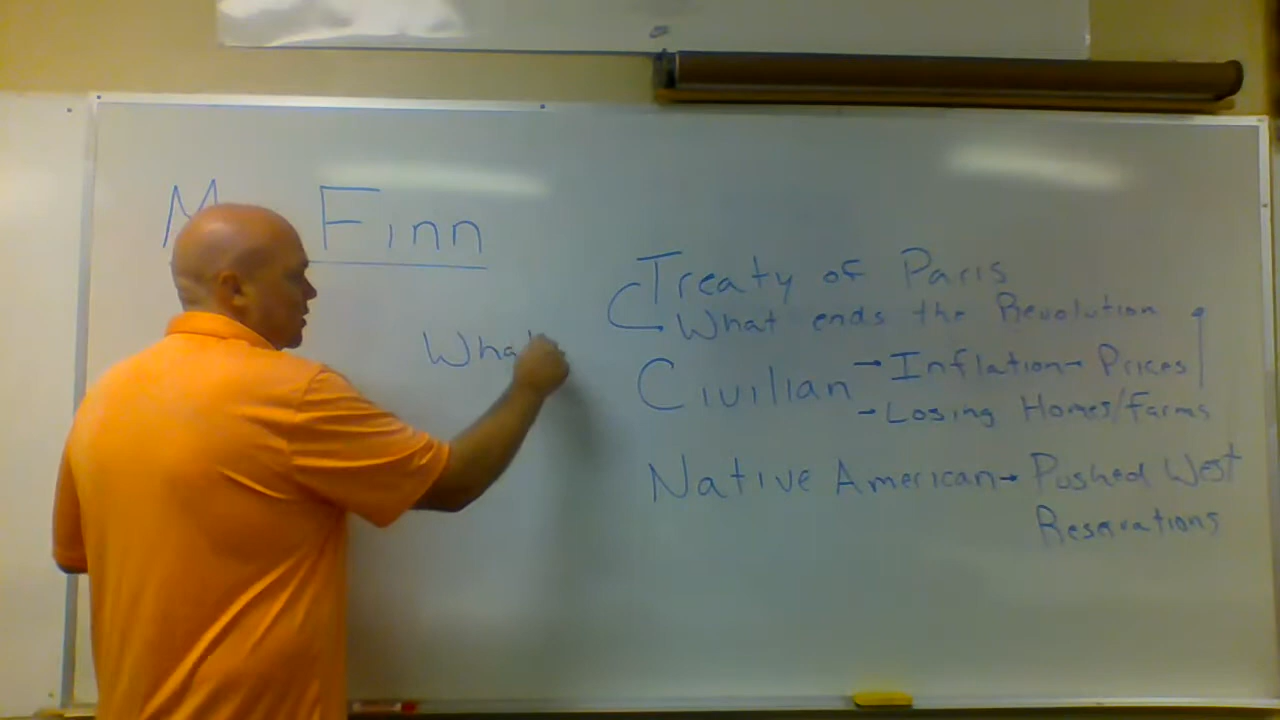 M Finn
What
Treaty of Paris
What ends the Revolution
Civilian → Inflation → Prices
- Losing Homes/Farms
Native American → Pushed West
Reservations